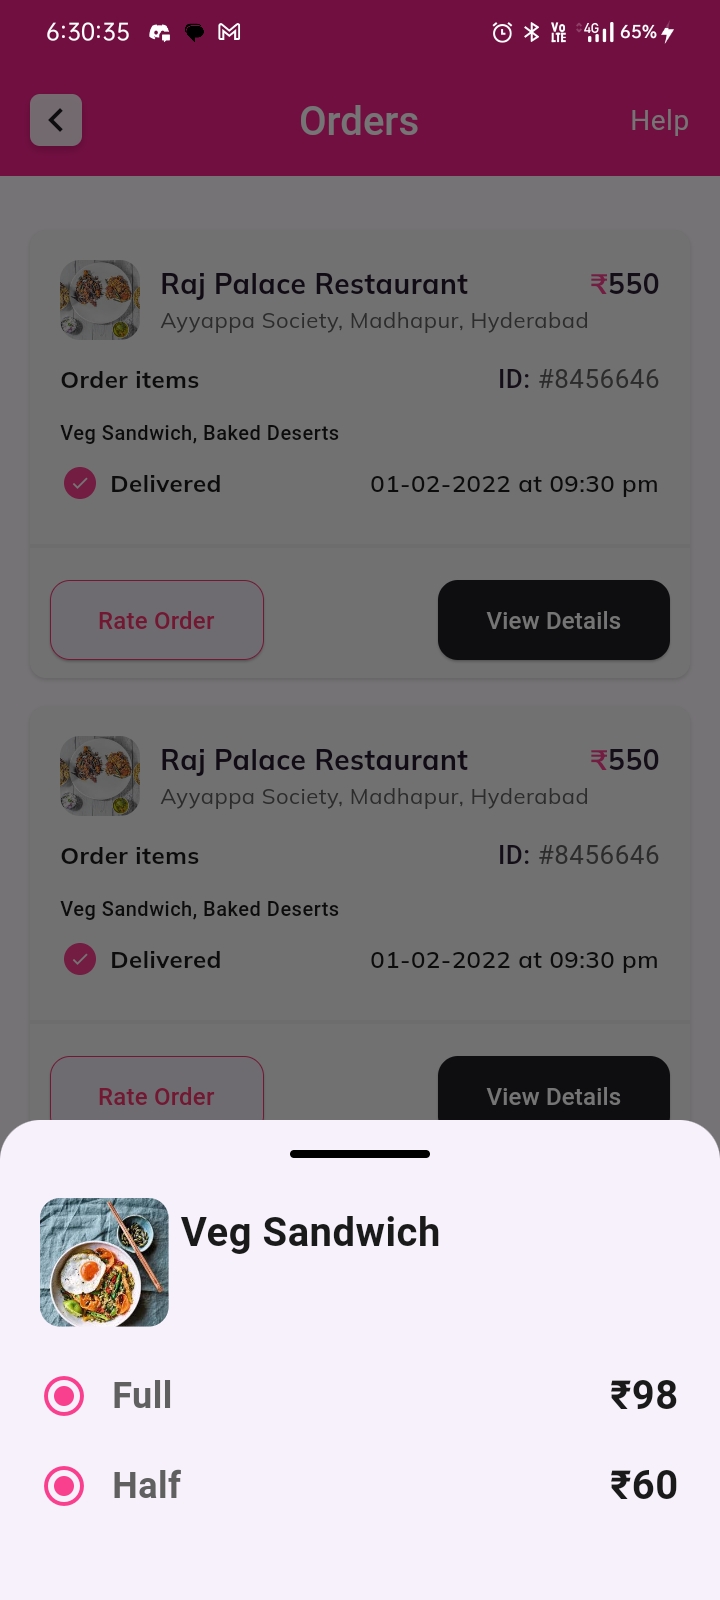 6:30:35 Vo LTE 4G 65%
Orders Help
Raj Palace Restaurant ₹550
Ayyappa Society, Madhapur, Hyderabad
Order items ID: #8456646
Veg Sandwich, Baked Deserts
Delivered 01-02-2022 at 09:30 pm
Rate Order View Details
Raj Palace Restaurant ₹550
Ayyappa Society, Madhapur, Hyderabad
Order items ID: #8456646
Veg Sandwich, Baked Deserts
Delivered 01-02-2022 at 09:30 pm
Rate Order View Details
Veg Sandwich
Full ₹98
Half ₹60